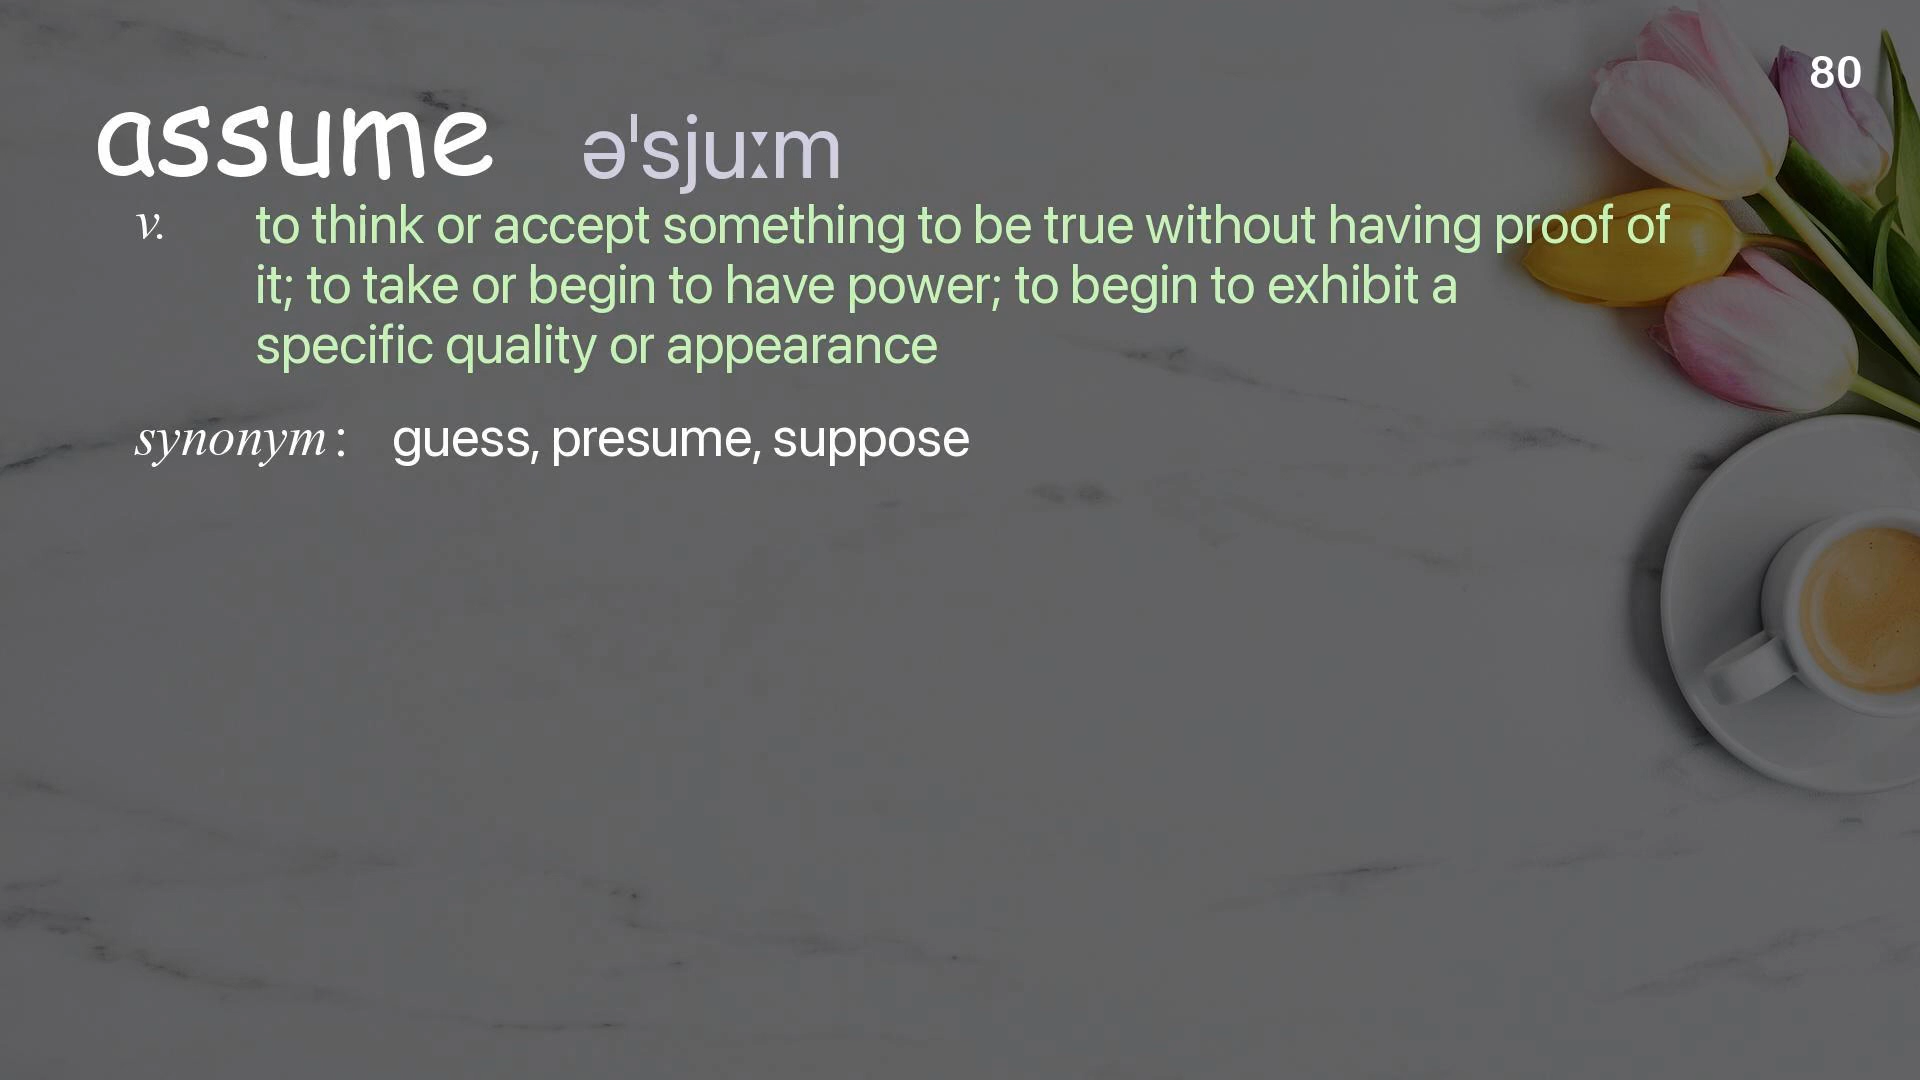 80
assume əˈsjuːm
v. to think or accept something to be true without having proof of
it; to take or begin to have power; to begin to exhibit a
specific quality or appearance
synonym : guess, presume, suppose